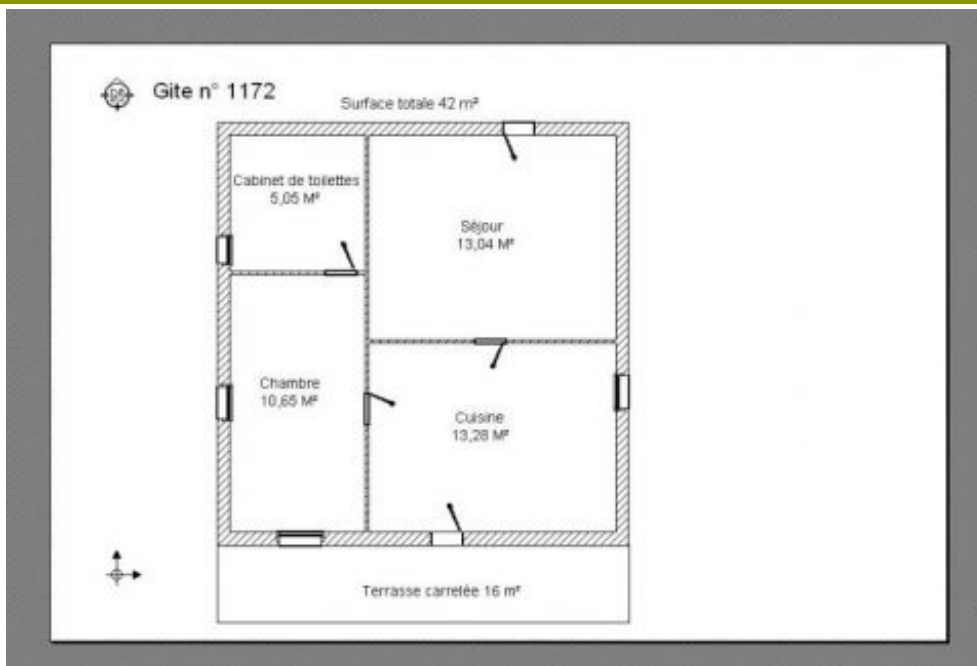 Gite n° 1172
Surface totale 42 m²
Cabinet de toilettes
5,05 M²
Séjour
13,04 M²
Chambre
10,65 M²
Cuisine
13,28 M²
Terrasse carrelée 16 m²